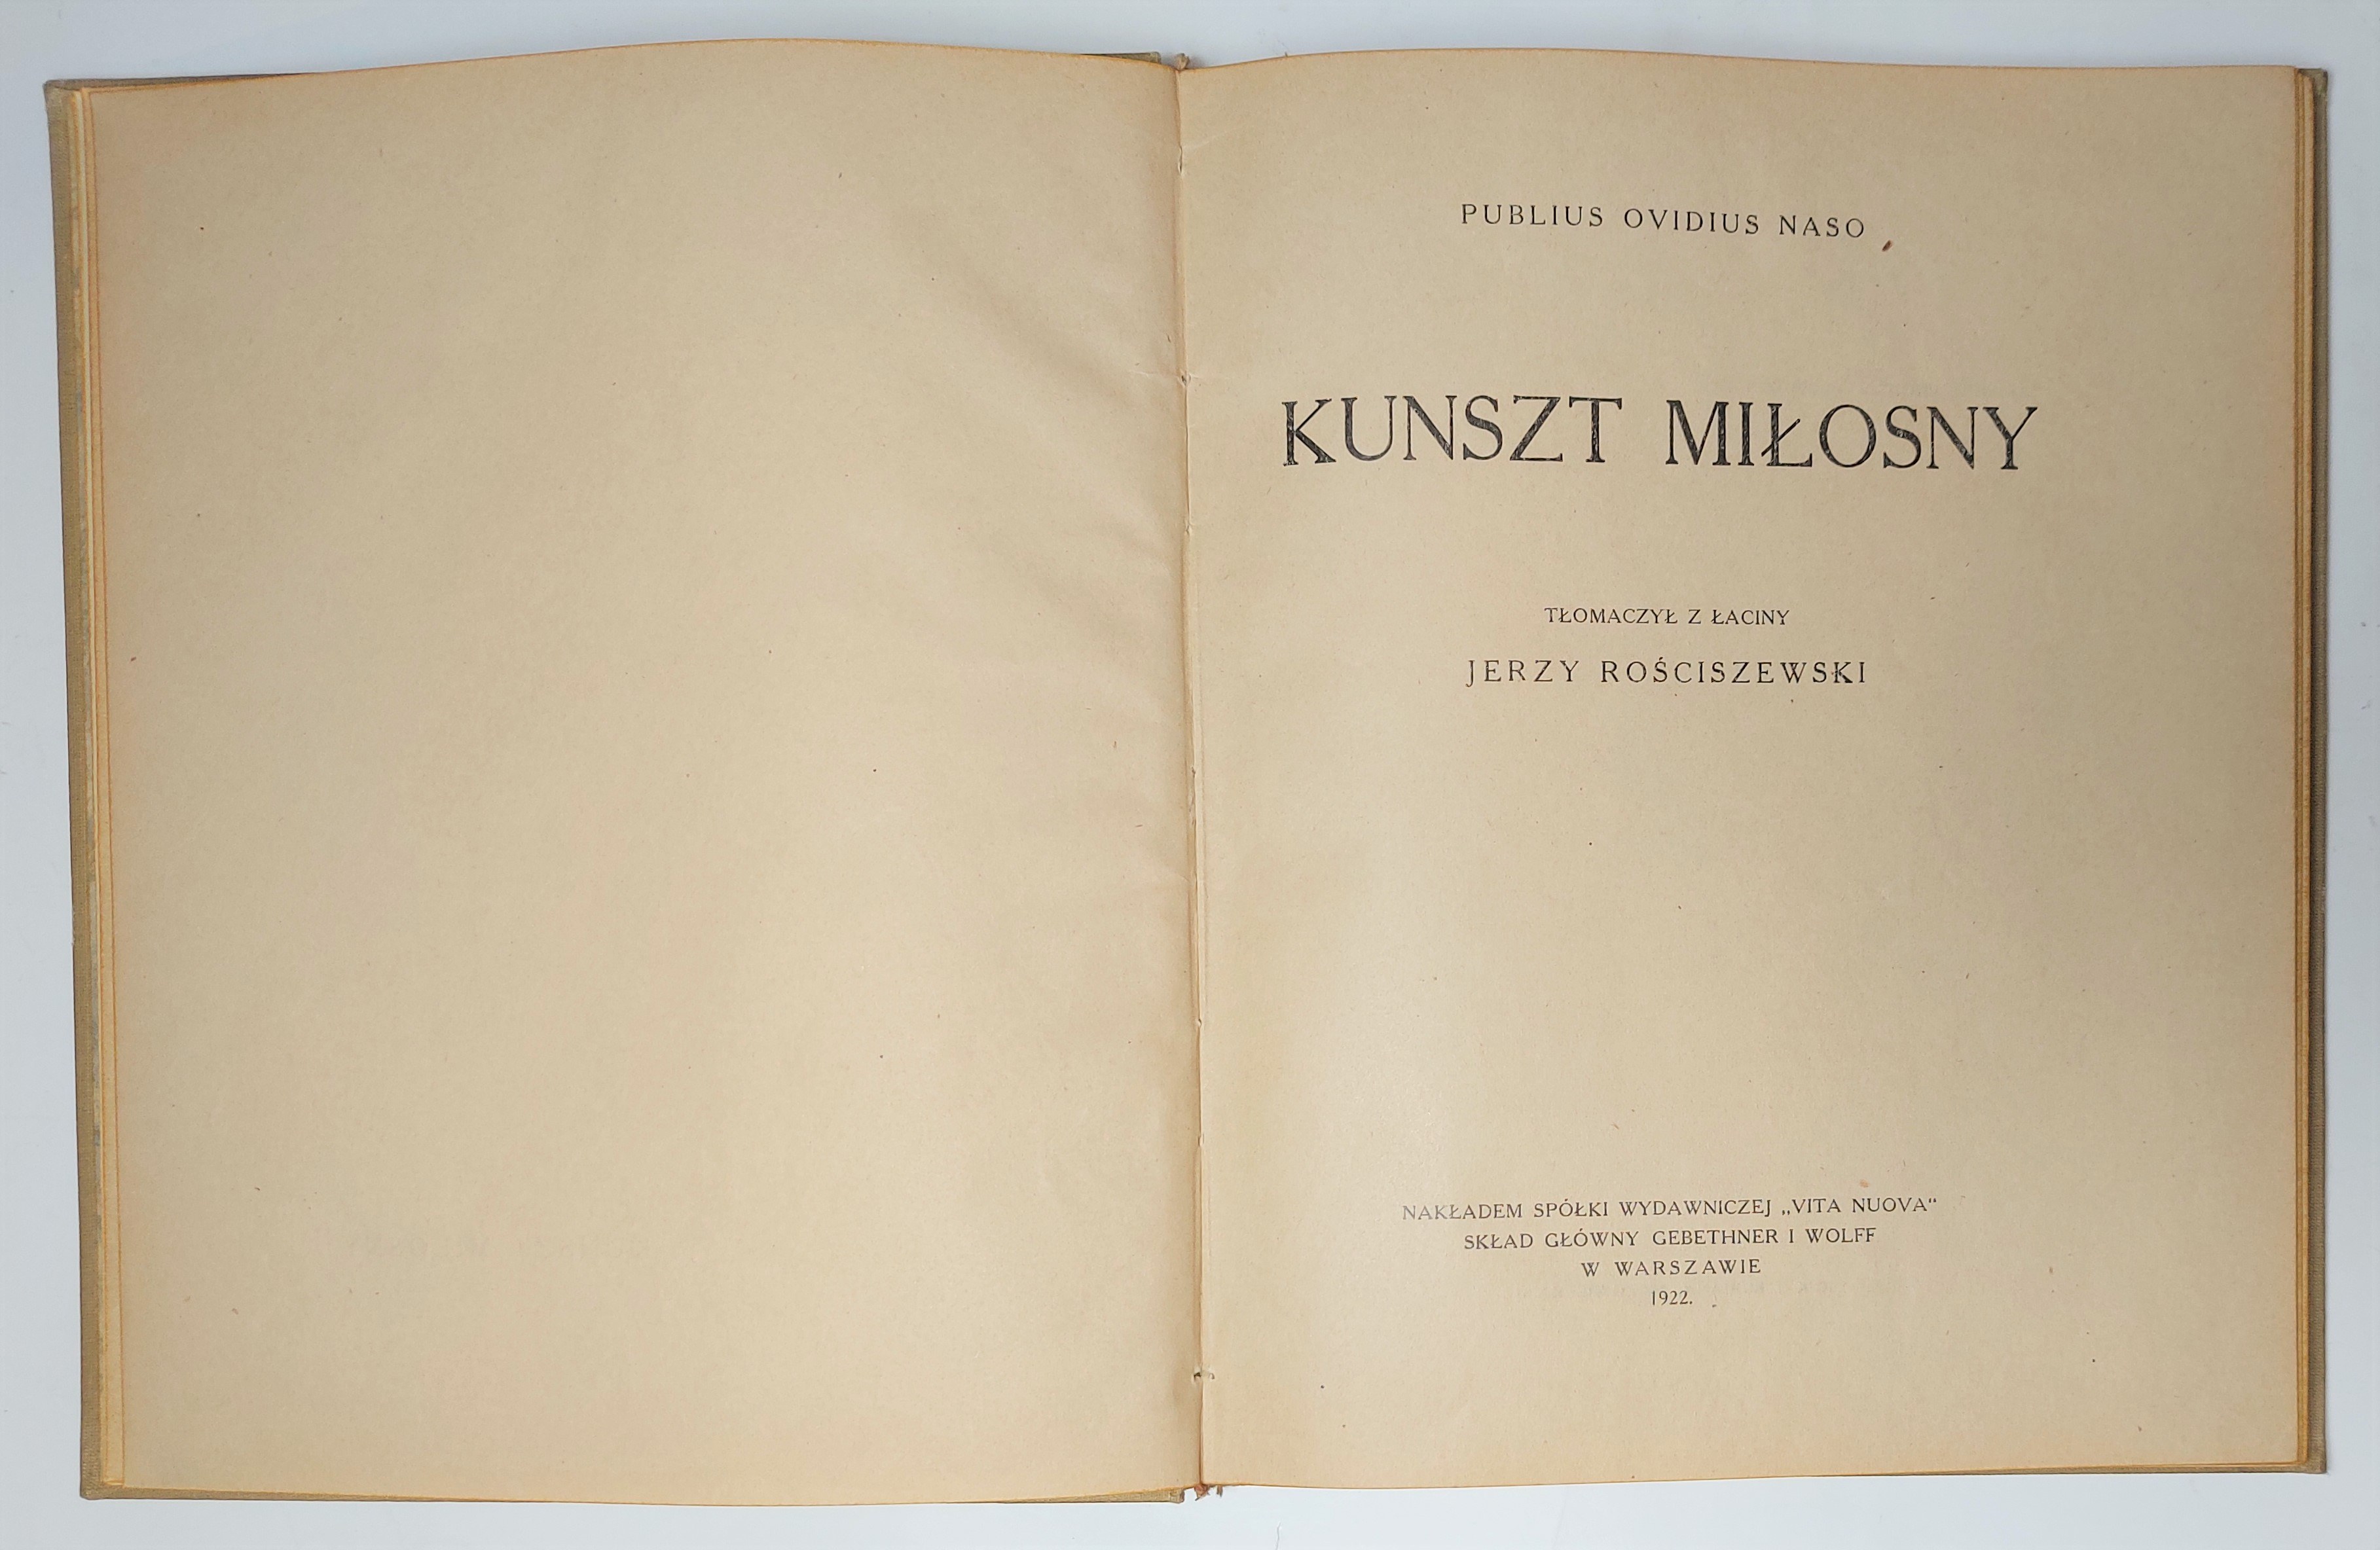 PUBLIUS OVIDIUS NASO
KUNSZT MIŁOSNY
TŁOMACZYŁ Z ŁACINY
JERZY ROŚCISZEWSKI
NAKŁADEM SPÓŁKI WYDAWNICZEJ „VITA NUOVA“
SKŁAD GŁÓWNY GEBETHNER I WOLFF
W WARSZAWIE
1922.